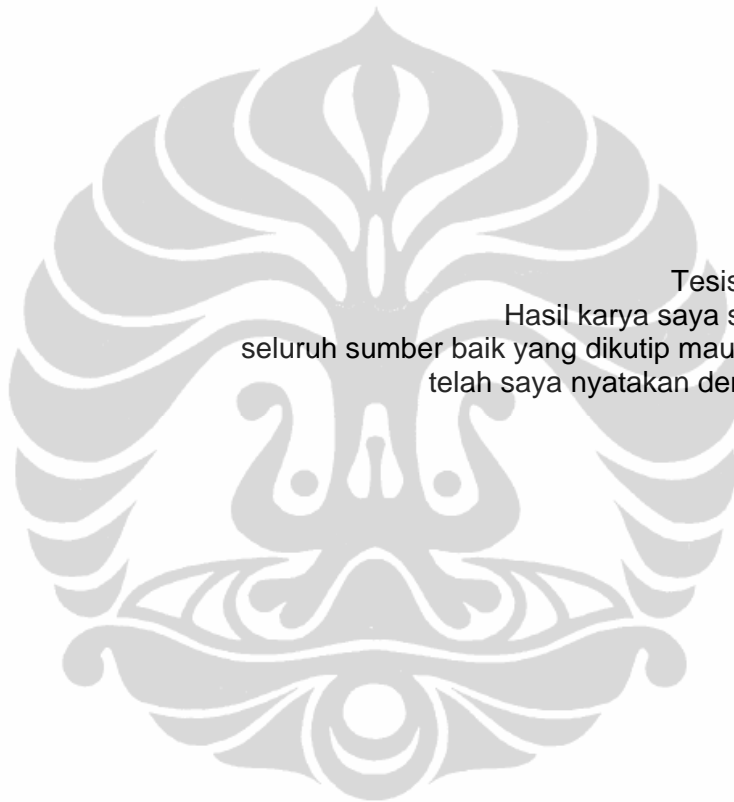 Tesis
Hasil karya saya s
seluruh sumber baik yang dikutip mau
telah saya nyatakan der